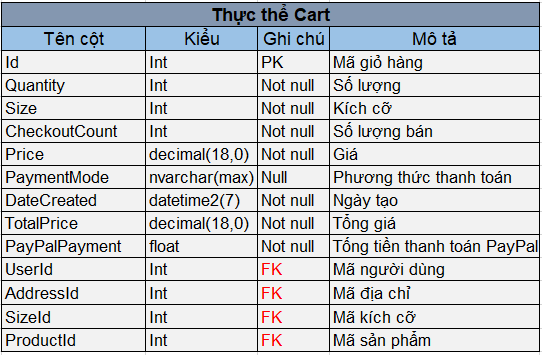 Thực thể Cart
Tên cột Kiểu Ghi chú Mô tả
Id Int PK Mã giỏ hàng
Quantity Int Not null Số lượng
Size Int Not null Kích cỡ
CheckoutCount Int Not null Số lượng bán
Price decimal(18,0) Not null Giá
PaymentMode nvarchar(max) Null Phương thức thanh toán
DateCreated datetime2(7) Not null Ngày tạo
TotalPrice decimal(18,0) Not null Tổng giá
PayPalPayment float Not null Tống tiền thanh toán PayPal
UserId Int FK Mã người dùng
AddressId Int FK Mã địa chỉ
SizeId Int FK Mã kích cỡ
ProductId Int FK Mã sản phẩm